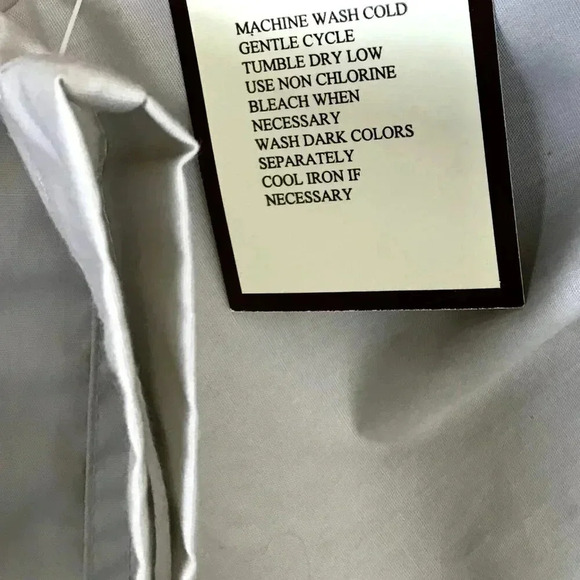 MACHINE WASH COLD
GENTLE CYCLE
TUMBLE DRY LOW
USE NON CHLORINE
BLEACH WHEN
NECESSARY
WASH DARK COLORS
SEPARATELY
COOL IRON IF
NECESSARY